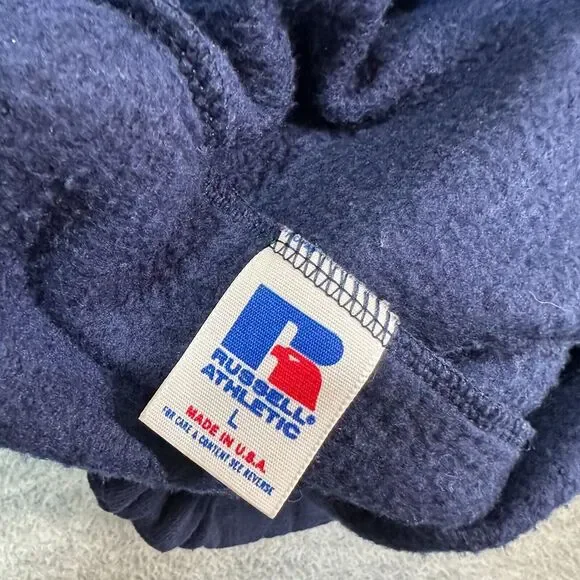 R
RUSSELL®
ATHLETIC
L
MADE IN U.S.A.
FOR CARE & CONTENT SEE REVERSE